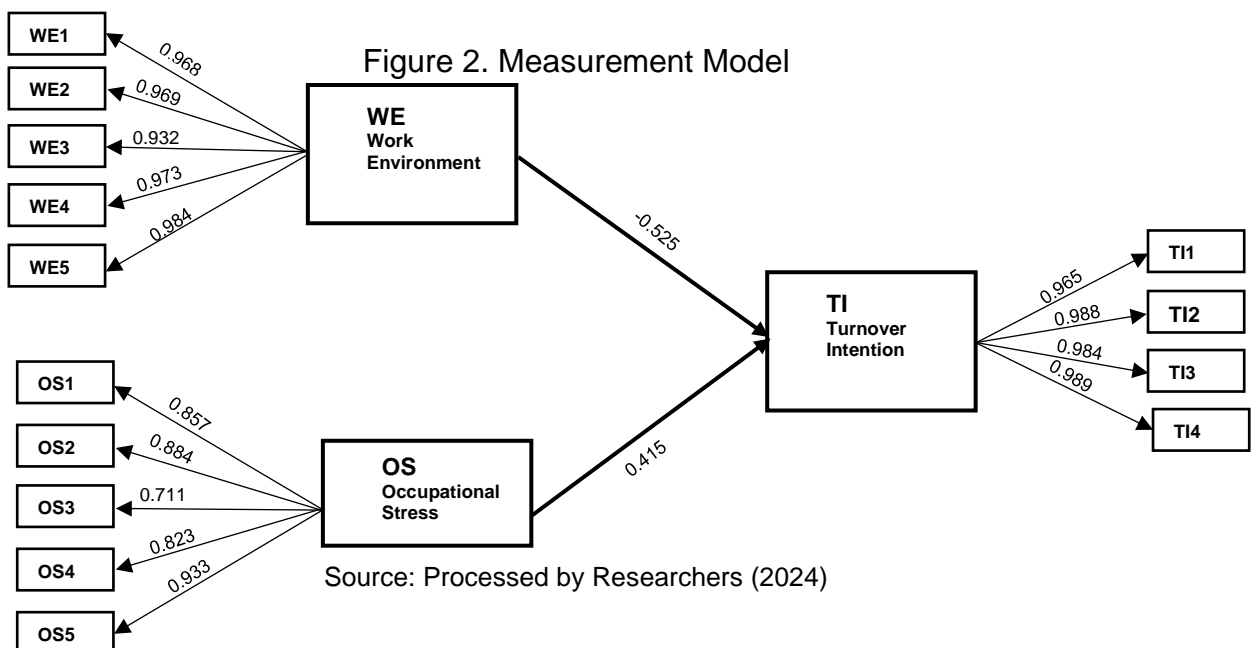 Figure 2. Measurement Model
WE1
WE2
WE3
WE4
WE5
0.968
0.969
0.932
0.973
0.984
WE
Work
Environment
-0.525
OS1
OS2
OS3
OS4
OS5
0.857
0.884
0.711
0.823
0.933
OS
Occupational
Stress
0.415
TI
Turnover
Intention
0.965
0.988
0.984
0.989
TI1
TI2
TI3
TI4
Source: Processed by Researchers (2024)